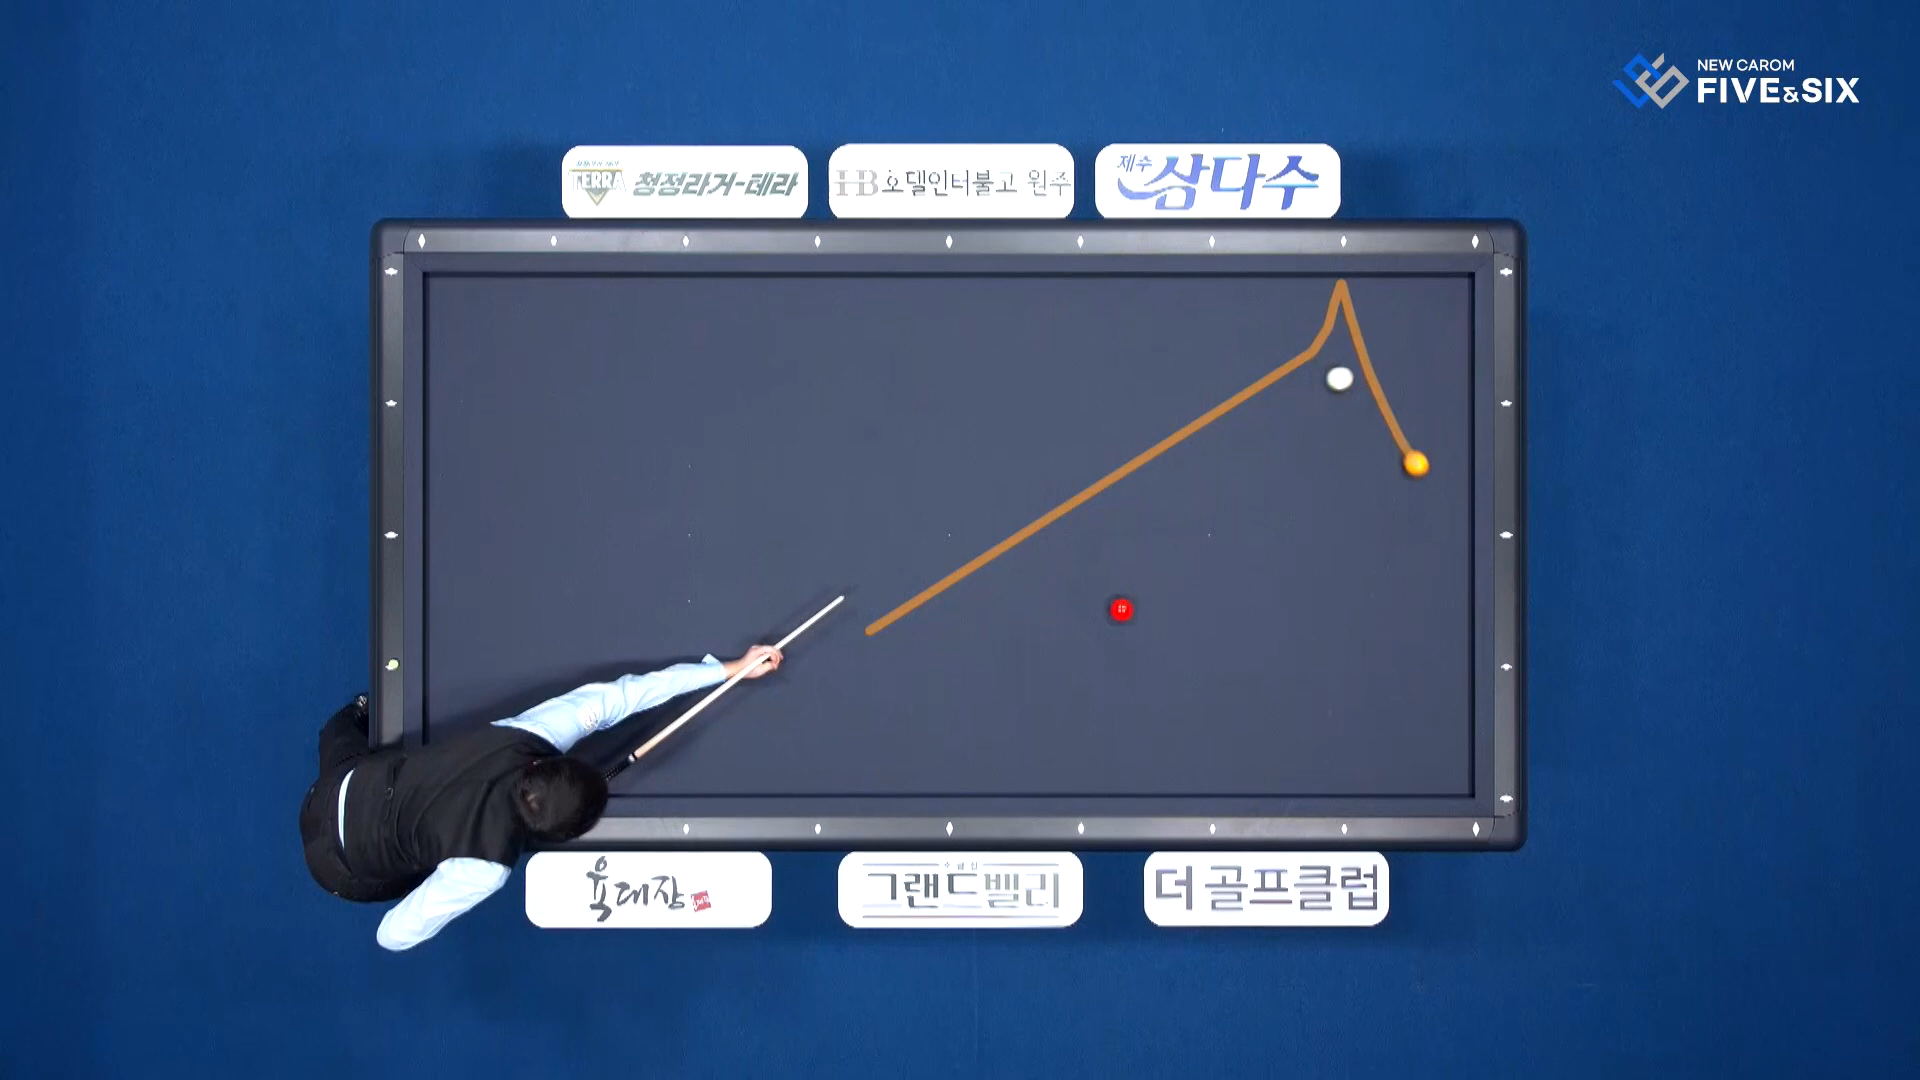 NEW CAROM
FIVE&SIX
TERRA 청정라거-테라
HB 호텔인터불고 원주
제주 삼다수
육대장
그랜드밸리
더 골프클럽